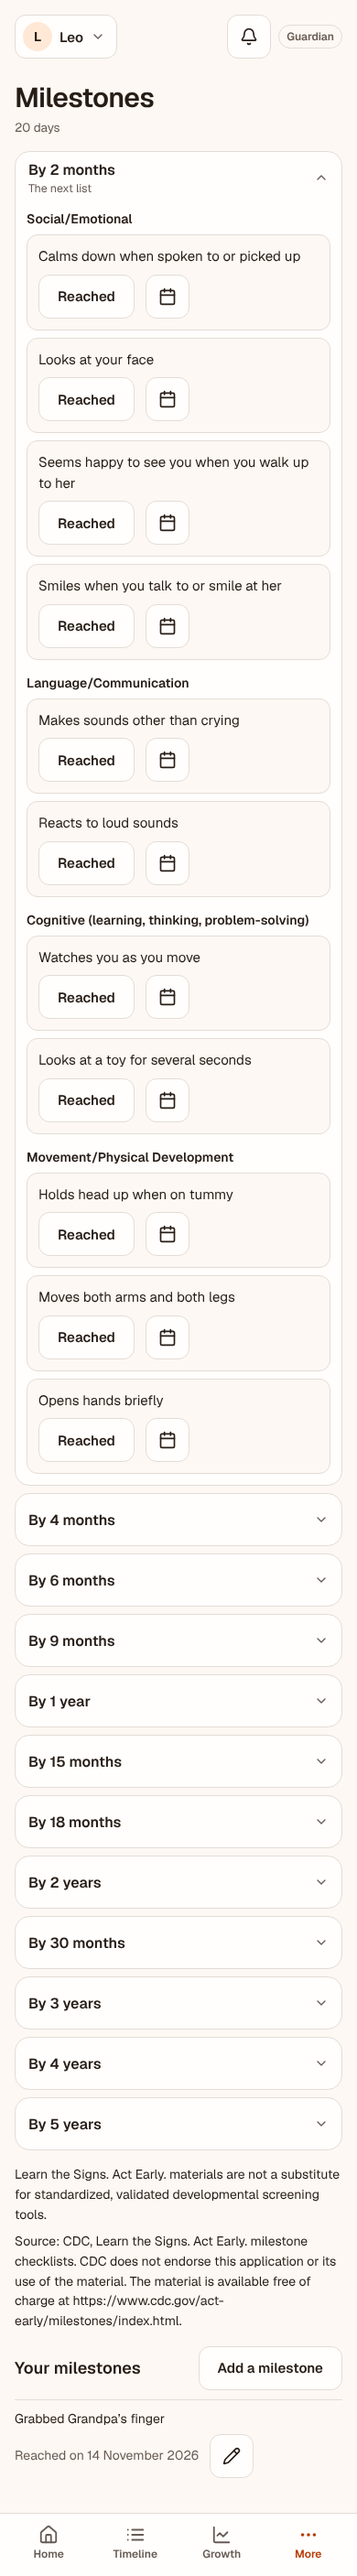 L Leo
Guardian
Milestones
20 days
By 2 months
The next list
Social/Emotional
Calms down when spoken to or picked up
Reached
Looks at your face
Reached
Seems happy to see you when you walk up
to her
Reached
Smiles when you talk to or smile at her
Reached
Language/Communication
Makes sounds other than crying
Reached
Reacts to loud sounds
Reached
Cognitive (learning, thinking, problem-solving)
Watches you as you move
Reached
Looks at a toy for several seconds
Reached
Movement/Physical Development
Holds head up when on tummy
Reached
Moves both arms and both legs
Reached
Opens hands briefly
Reached
By 4 months
By 6 months
By 9 months
By 1 year
By 15 months
By 18 months
By 2 years
By 30 months
By 3 years
By 4 years
By 5 years
Learn the Signs. Act Early. materials are not a substitute
for standardized, validated developmental screening
tools.
Source: CDC, Learn the Signs. Act Early. milestone
checklists. CDC does not endorse this application or its
use of the material. The material is available free of
charge at https://www.cdc.gov/act-
early/milestones/index.html.
Your milestones
Add a milestone
Grabbed Grandpa's finger
Reached on 14 November 2026
Home Timeline Growth More